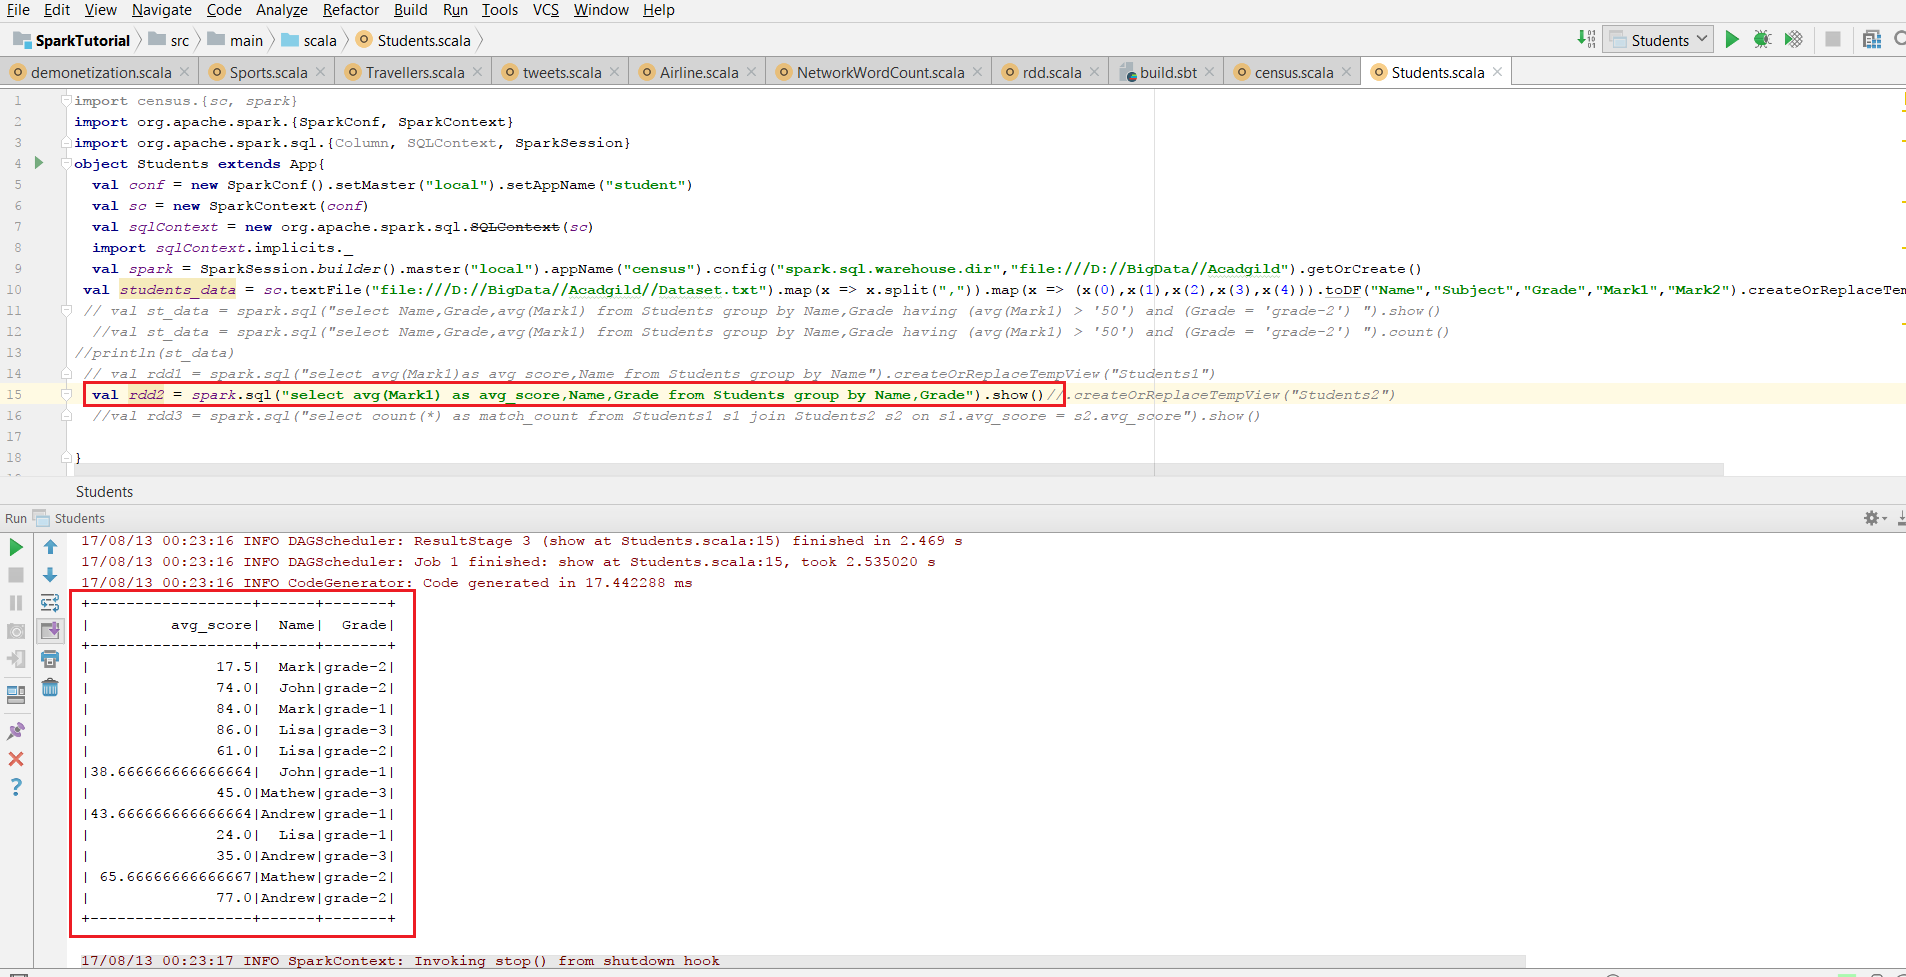 File Edit View Navigate Code Analyze Refactor Build Run Tools VCS Window Help
SparkTutorial src main scala Students.scala Students
demonetization.scala Sports.scala Travellers.scala tweets.scala Airline.scala NetworkWordCount.scala rdd.scala build.sbt census.scala Students.scala
1 import census.{sc, spark}
2 import org.apache.spark.{SparkConf, SparkContext}
3 import org.apache.spark.sql.{Column, SQLContext, SparkSession}
4 object Students extends App{
5 val conf = new SparkConf().setMaster("local").setAppName("student")
6 val sc = new SparkContext(conf)
7 val sqlContext = new org.apache.spark.sql.SQLContext(sc)
8 import sqlContext.implicits._
9 val spark = SparkSession.builder().master("local").appName("census").config("spark.sql.warehouse.dir","file:///D://BigData//Acadgild").getOrCreate()
10 val students_data = sc.textFile("file:///D://BigData//Acadgild//Dataset.txt").map(x => x.split(",")).map(x => (x(0),x(1),x(2),x(3),x(4))).toDF("Name","Subject","Grade","Mark1","Mark2").createOrReplaceTem
11 // val st_data = spark.sql("select Name,Grade,avg(Mark1) from Students group by Name,Grade having (avg(Mark1) > '50') and (Grade = 'grade-2') ").show()
12 //val st_data = spark.sql("select Name,Grade,avg(Mark1) from Students group by Name,Grade having (avg(Mark1) > '50') and (Grade = 'grade-2') ").count()
13 //println(st_data)
14 // val rdd1 = spark.sql("select avg(Mark1)as avg_score,Name from Students group by Name").createOrReplaceTempView("Students1")
15 val rdd2 = spark.sql("select avg(Mark1) as avg_score,Name,Grade from Students group by Name,Grade").show()//.createOrReplaceTempView("Students2")
16 //val rdd3 = spark.sql("select count(*) as match_count from Students1 s1 join Students2 s2 on s1.avg_score = s2.avg_score").show()
17
18 }
Students
Run Students
17/08/13 00:23:16 INFO DAGScheduler: ResultStage 3 (show at Students.scala:15) finished in 2.469 s
17/08/13 00:23:16 INFO DAGScheduler: Job 1 finished: show at Students.scala:15, took 2.535020 s
17/08/13 00:23:16 INFO CodeGenerator: Code generated in 17.442288 ms
+------------------+------+-------+
|         avg_score|  Name|  Grade|
+------------------+------+-------+
|              17.5|  Mark|grade-2|
|              74.0|  John|grade-2|
|              84.0|  Mark|grade-1|
|              86.0|  Lisa|grade-3|
|              61.0|  Lisa|grade-2|
|38.666666666666664|  John|grade-1|
|              45.0|Mathew|grade-3|
|43.666666666666664|Andrew|grade-1|
|              24.0|  Lisa|grade-1|
|              35.0|Andrew|grade-3|
| 65.66666666666667|Mathew|grade-2|
|              77.0|Andrew|grade-2|
+------------------+------+-------+
17/08/13 00:23:17 INFO SparkContext: Invoking stop() from shutdown hook